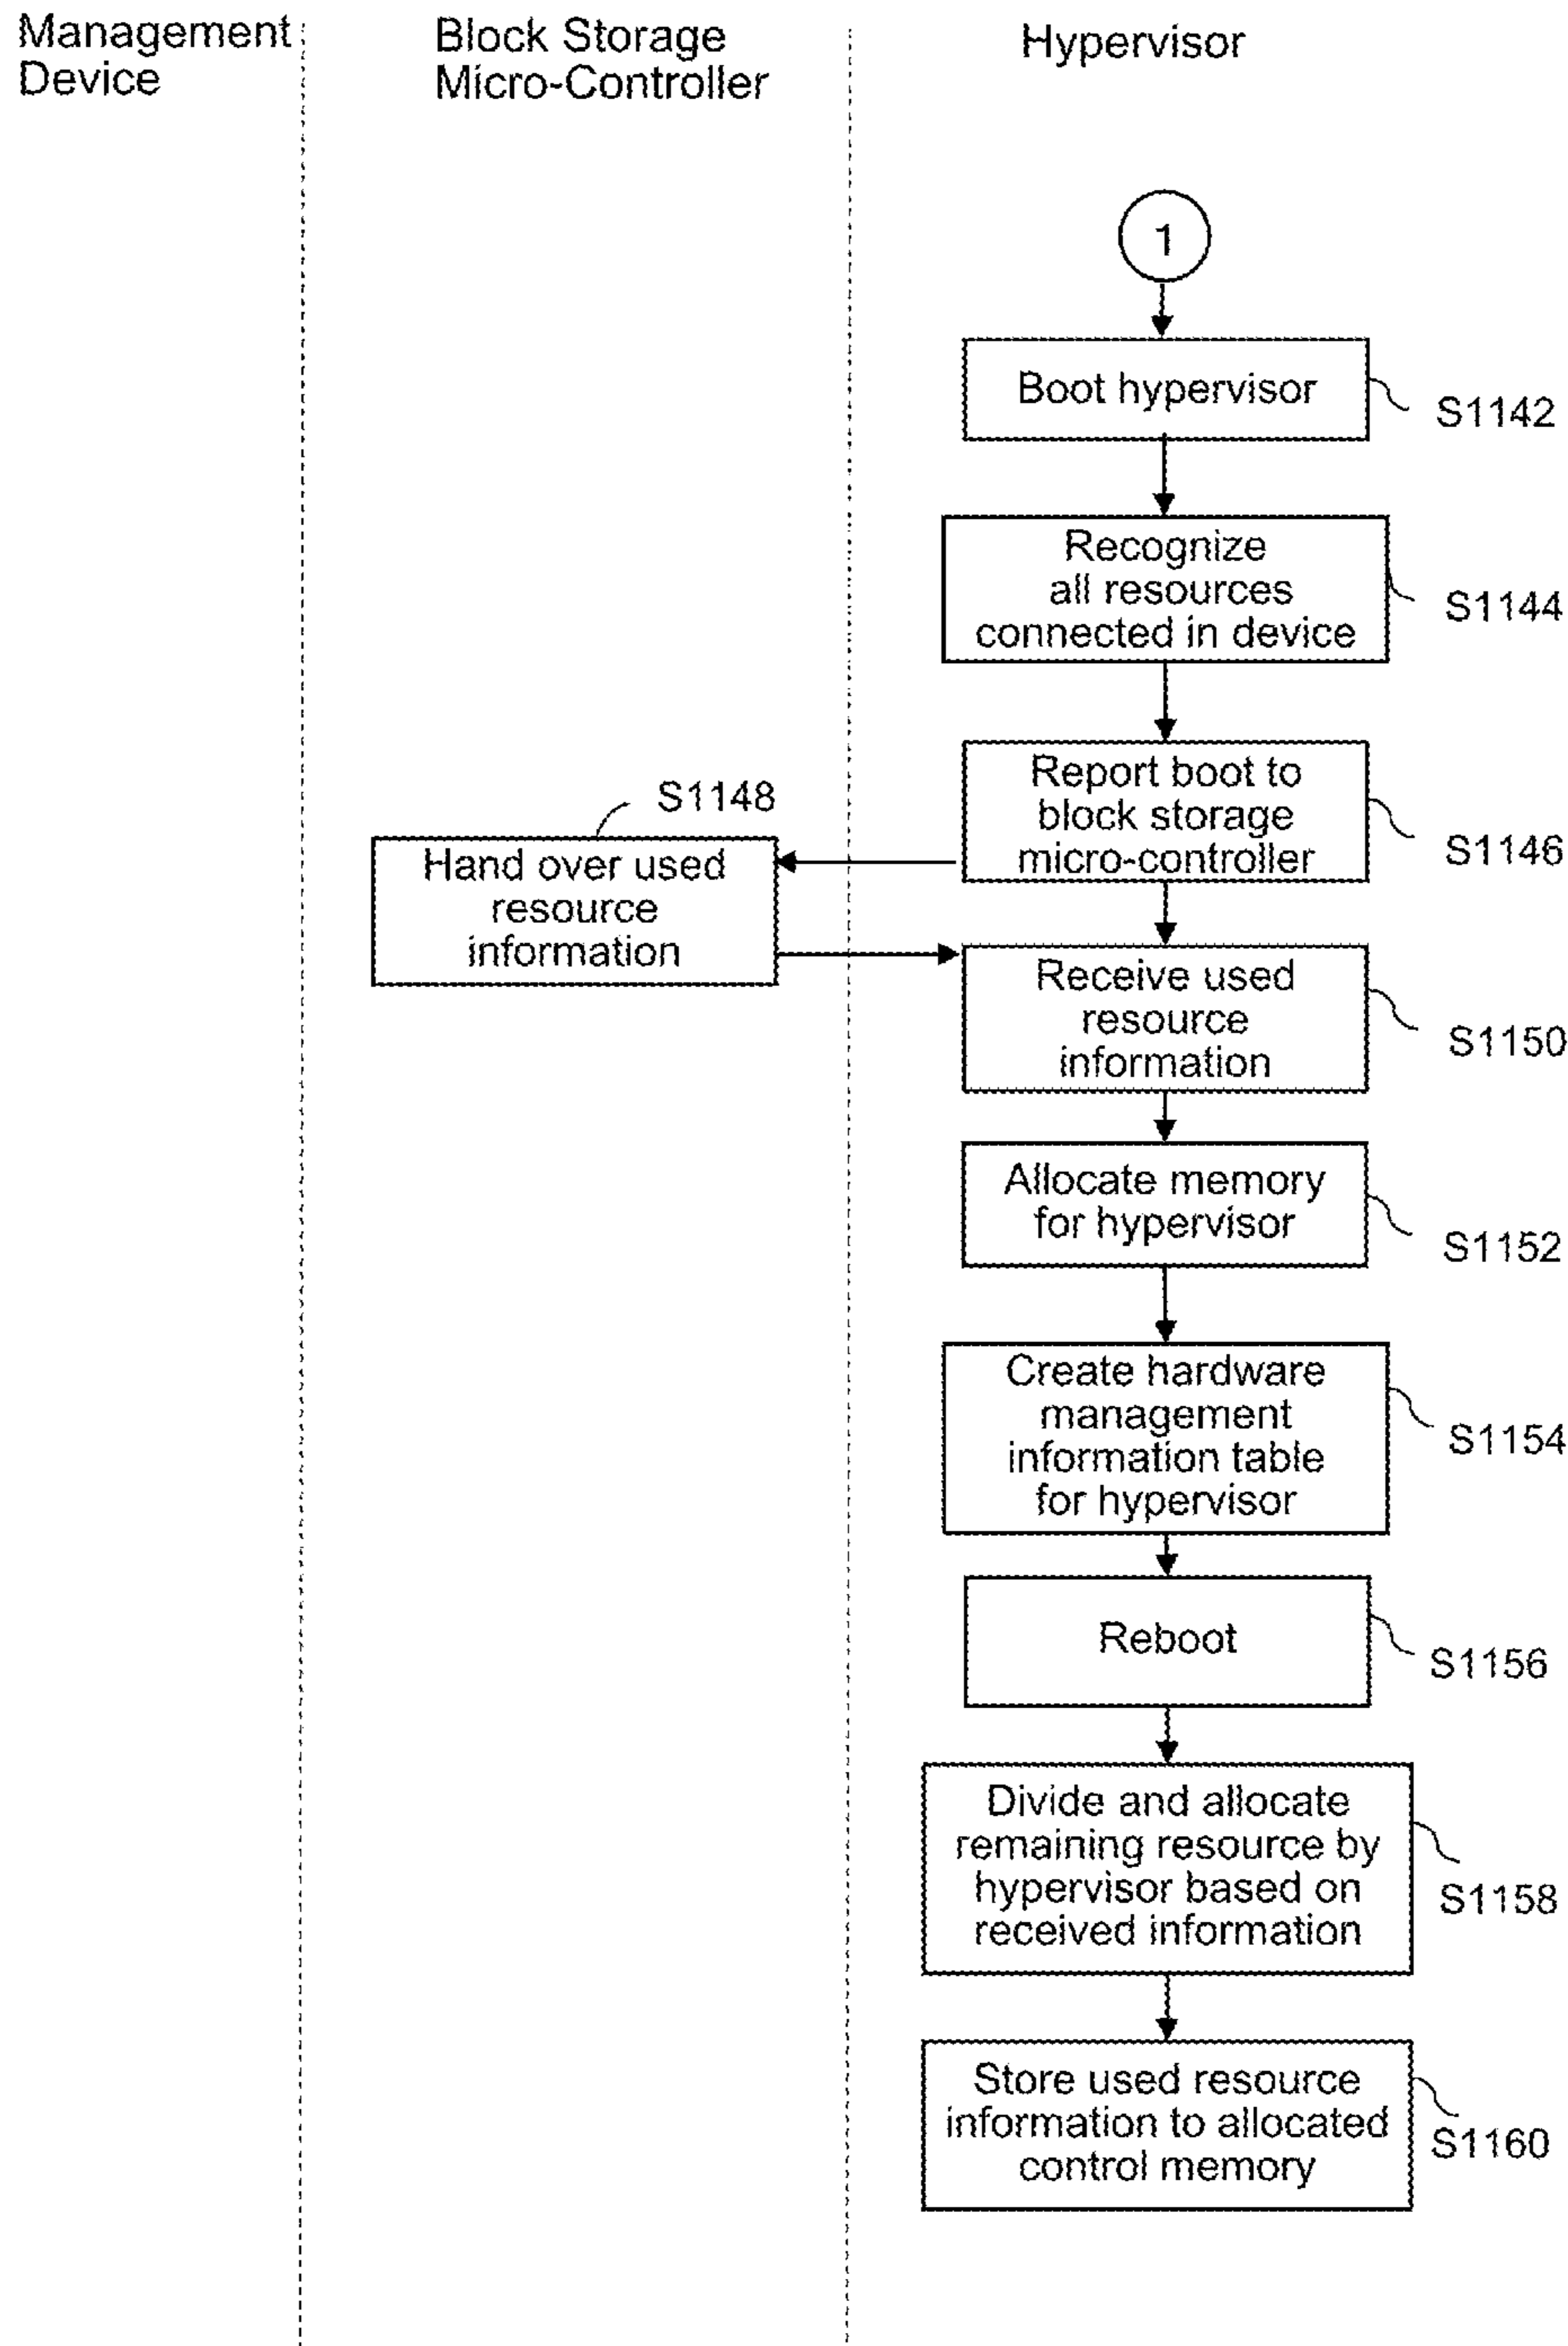 Management
Device
Block Storage
Micro-Controller
Hypervisor
1
Boot hypervisor
S1142
Recognize
all resources
connected in device
S1144
Report boot to
block storage
micro-controller
S1146
S1148
Hand over used
resource
information
Receive used
resource
information
S1150
Allocate memory
for hypervisor
S1152
Create hardware
management
information table
for hypervisor
S1154
Reboot
S1156
Divide and allocate
remaining resource by
hypervisor based on
received information
S1158
Store used resource
information to allocated
control memory
S1160